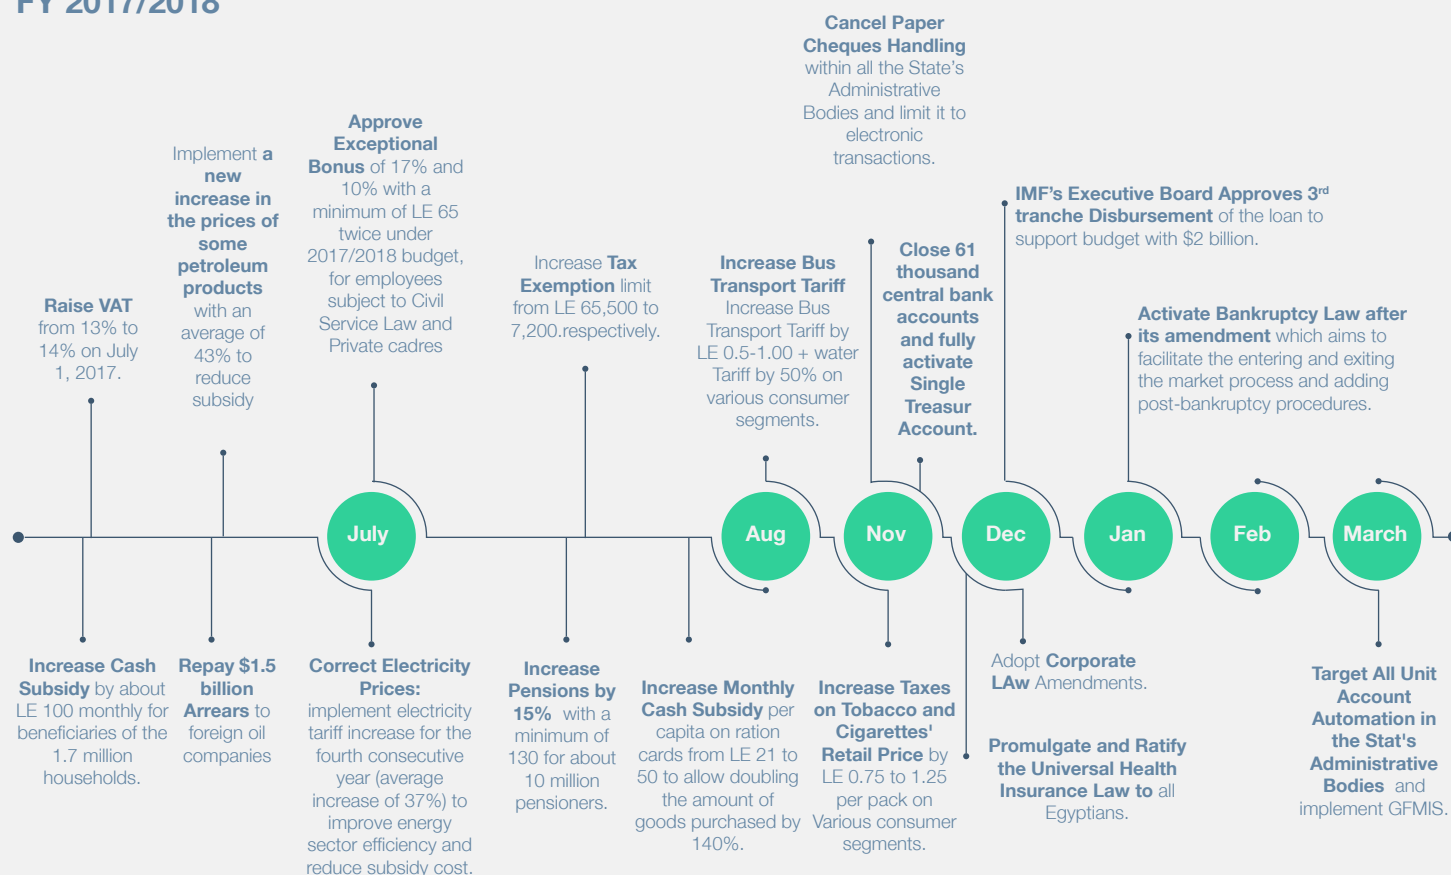 FY 2017/2018
Cancel Paper
Cheques Handling
within all the State's
Administrative
Bodies and limit it to
electronic
transactions.
Implement a
new
increase in
the prices of
some
petroleum
products
with an
average of
43% to
reduce
subsidy
Approve
Exceptional
Bonus of 17% and
10% with a
minimum of LE 65
twice under
2017/2018 budget,
for employees
subject to Civil
Service Law and
Private cadres
Raise VAT
from 13% to
14% on July
1, 2017.
Increase Tax
Exemption limit
from LE 65,500 to
7,200.respectively.
Increase Bus
Transport Tariff
Increase Bus
Transport Tariff by
LE 0.5-1.00 + water
Tariff by 50% on
various consumer
segments.
Close 61
thousand
central bank
accounts
and fully
activate
Single
Treasur
Account.
IMF's Executive Board Approves 3rd
tranche Disbursement of the loan to
support budget with $2 billion.
Activate Bankruptcy Law after
its amendment which aims to
facilitate the entering and exiting
the market process and adding
post-bankruptcy procedures.
July
Aug
Nov
Dec
Jan
Feb
March
Increase Cash
Subsidy by about
LE 100 monthly for
beneficiaries of the
1.7 million
households.
Repay $1.5
billion
Arrears to
foreign oil
companies
Correct Electricity
Prices:
implement electricity
tariff increase for the
fourth consecutive
year (average
increase of 37%) to
improve energy
sector efficiency and
reduce subsidy cost.
Increase
Pensions by
15% with a
minimum of
130 for about
10 million
pensioners.
Increase Monthly
Cash Subsidy per
capita on ration
cards from LE 21 to
50 to allow doubling
the amount of
goods purchased by
140%.
Increase Taxes
on Tobacco and
Cigarettes'
Retail Price by
LE 0.75 to 1.25
per pack on
Various consumer
segments.
Adopt Corporate
LAw Amendments.
Promulgate and Ratify
the Universal Health
Insurance Law to all
Egyptians.
Target All Unit
Account
Automation in
the Stat's
Administrative
Bodies and
implement GFMIS.